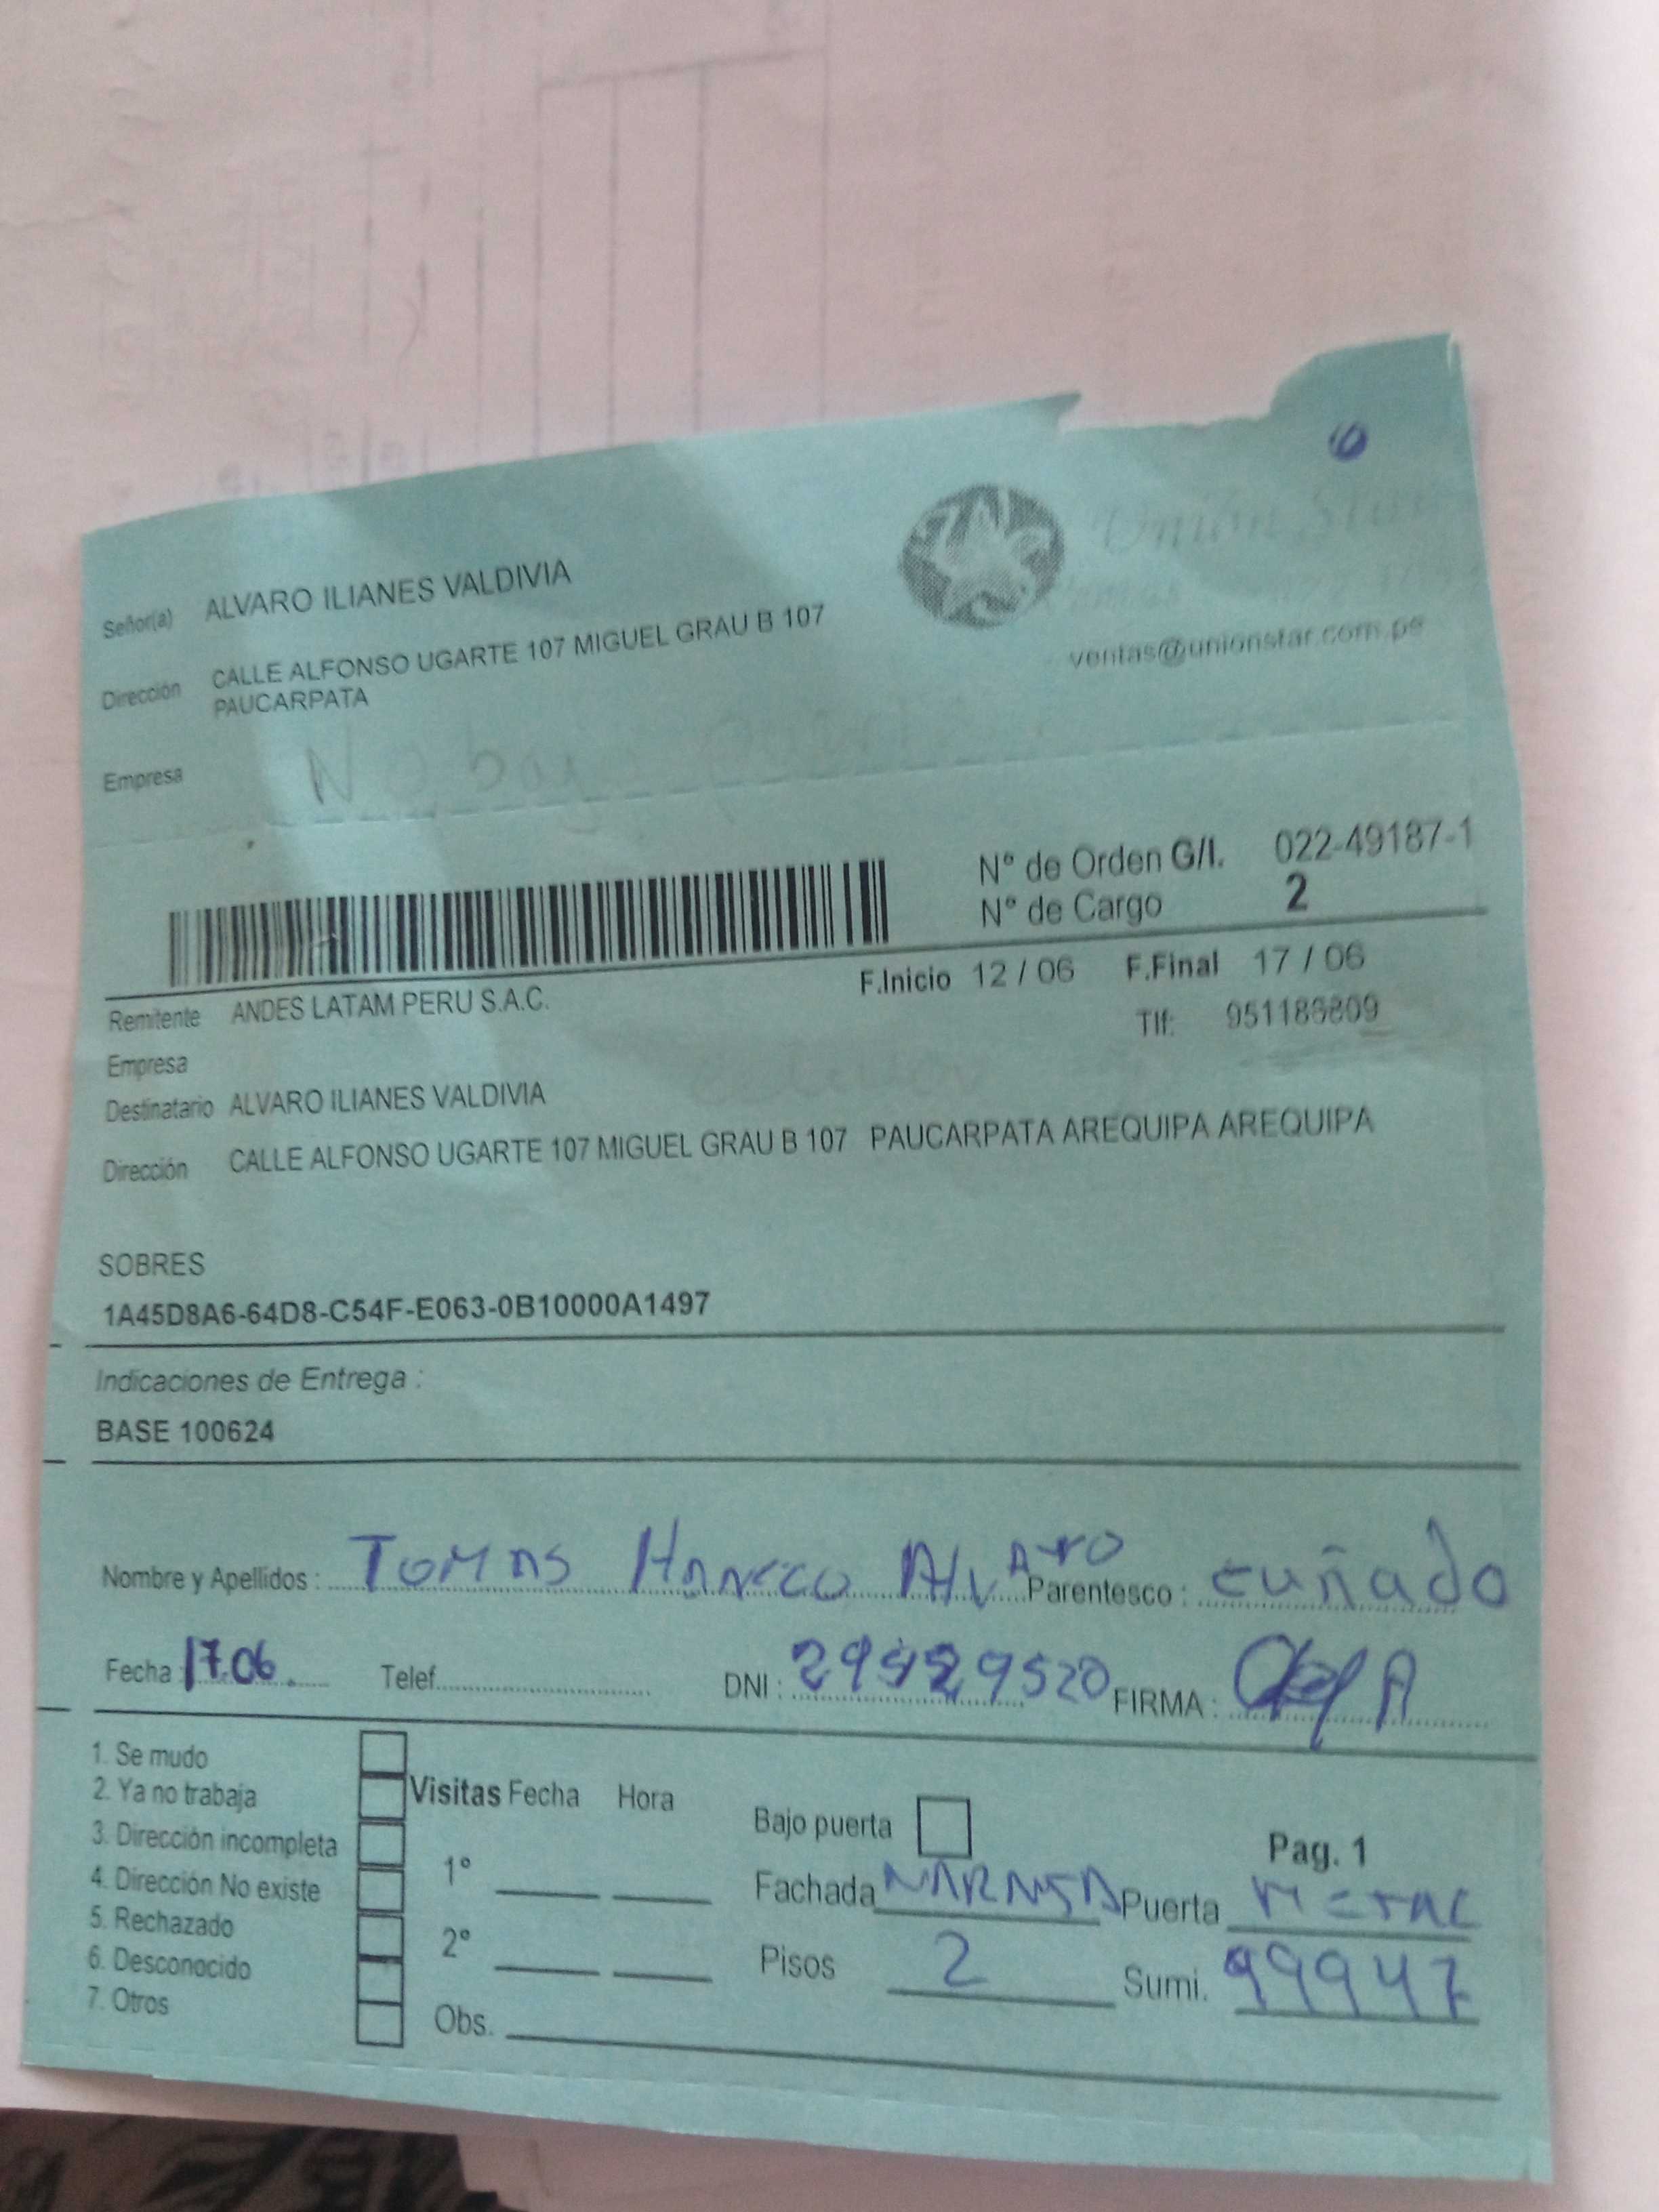 Señor(a) ALVARO ILIANES VALDIVIA
Dirección CALLE ALFONSO UGARTE 107 MIGUEL GRAU B 107
PAUCARPATA
Unión Star
ventas@unionstar.com.pe
Empresa No bajo
N° de Orden G/I. 022-49187-1
N° de Cargo 2
F.Inicio 12 / 06 F.Final 17 / 06
Remitente ANDES LATAM PERU S.A.C.
Tlf:
Empresa
Destinatario ALVARO ILIANES VALDIVIA
Dirección CALLE ALFONSO UGARTE 107 MIGUEL GRAU B 107 PAUCARPATA AREQUIPA AREQUIPA
SOBRES
1A45D8A6-64D8-C54F-E063-0B10000A1497
Indicaciones de Entrega :
BASE 100624
Nombre y Apellidos : TOMAS Parentesco : cuñado
Fecha : 17.06. Telef. DNI : FIRMA :
1. Se mudo
2. Ya no trabaja
3. Dirección incompleta
4. Dirección No existe
5. Rechazado
6. Desconocido
7. Otros
Visitas Fecha Hora
1°
2°
Obs.
Bajo puerta Pag. 1
Fachada NARNJA Puerta METAL
Pisos 2 Sumi. 99947